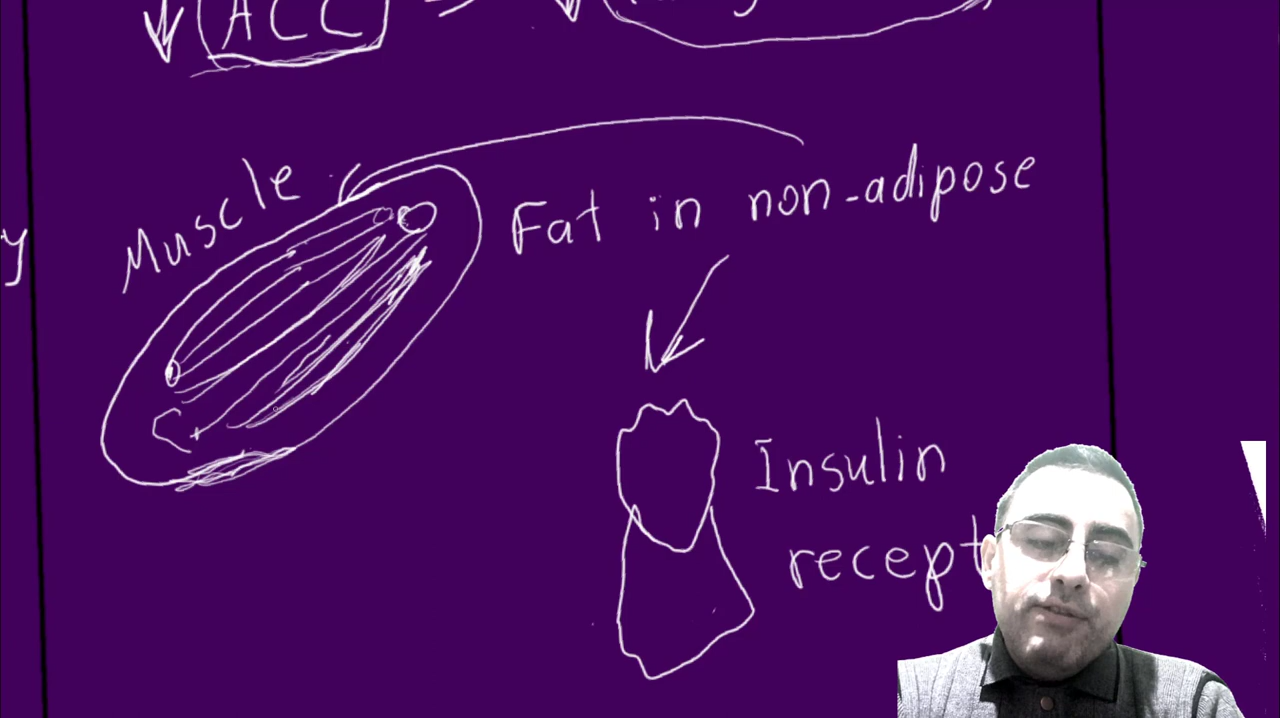 ACC
Muscle
Fat in non-adipose
y
Insulin
recept